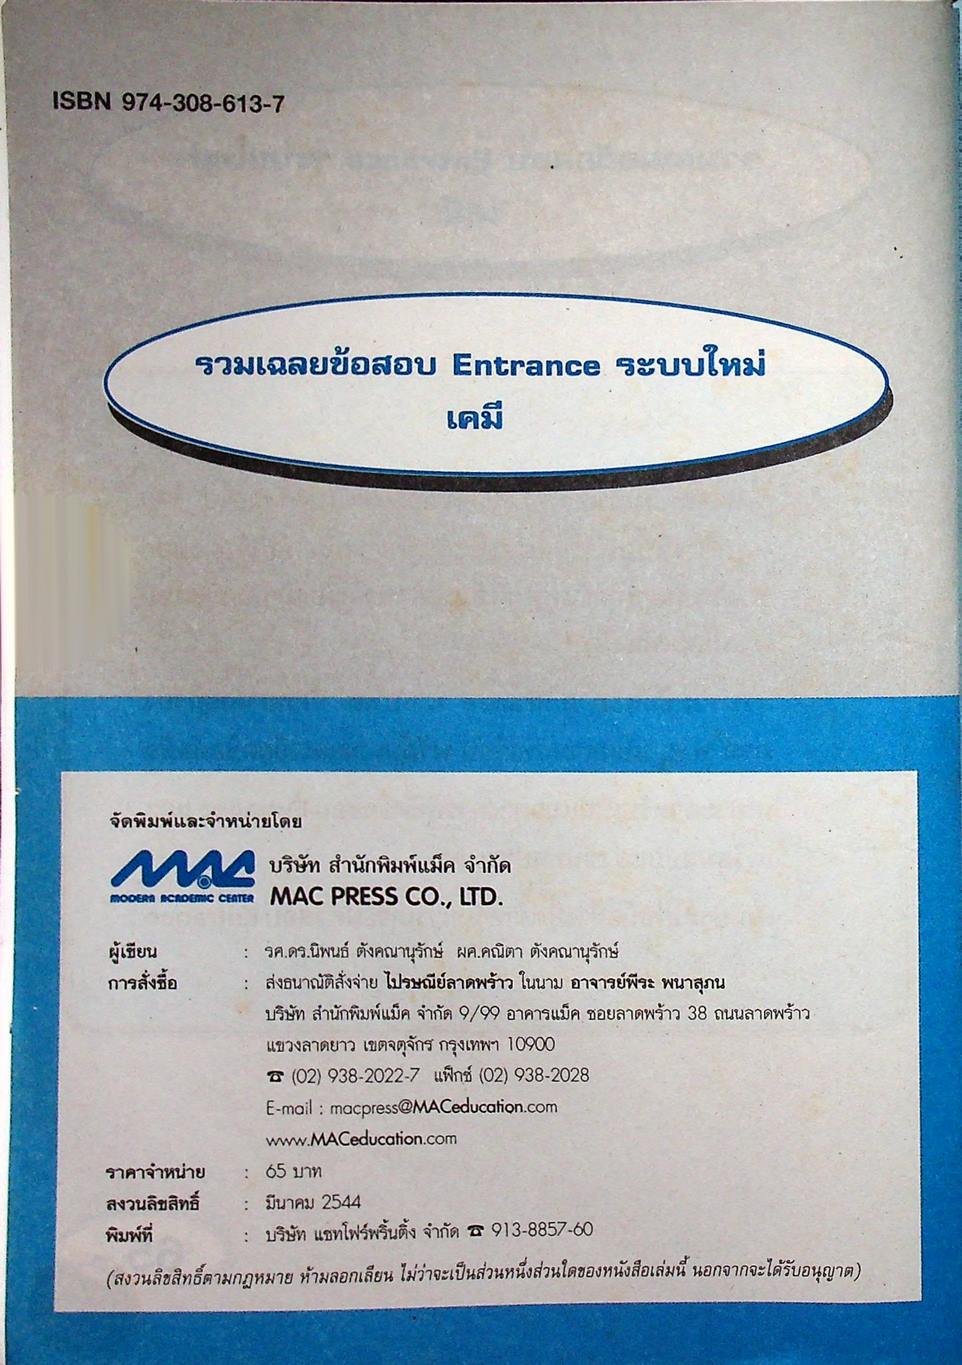 ISBN 974-308-613-7
รวมเฉลยข้อสอบ Entrance ระบบใหม่
เคมี
จัดพิมพ์และจำหน่ายโดย
MAC
MODERN ACADEMIC CENTER
บริษัท สำนักพิมพ์แม็ค จำกัด
MAC PRESS CO., LTD.
ผู้เขียน : รศ.ดร.นิพนธ์ ตังคณานุรักษ์ ผศ.คณิตา ตังคณานุรักษ์
การสั่งซื้อ : ส่งธนาณัติสั่งจ่าย ไปรษณีย์ลาดพร้าว ในนาม อาจารย์พีระ พนาสุภน
บริษัท สำนักพิมพ์แม็ค จำกัด 9/99 อาคารแม็ค ซอยลาดพร้าว 38 ถนนลาดพร้าว
แขวงลาดยาว เขตจตุจักร กรุงเทพฯ 10900
☎ (02) 938-2022-7 แฟ็กซ์ (02) 938-2028
E-mail : macpress@MACeducation.com
www.MACeducation.com
ราคาจำหน่าย : 65 บาท
สงวนลิขสิทธิ์ : มีนาคม 2544
พิมพ์ที่ : บริษัท แซทโฟร์พริ้นติ้ง จำกัด ☎ 913-8857-60
(สงวนลิขสิทธิ์ตามกฎหมาย ห้ามลอกเลียน ไม่ว่าจะเป็นส่วนหนึ่งส่วนใดของหนังสือเล่มนี้ นอกจากจะได้รับอนุญาต)